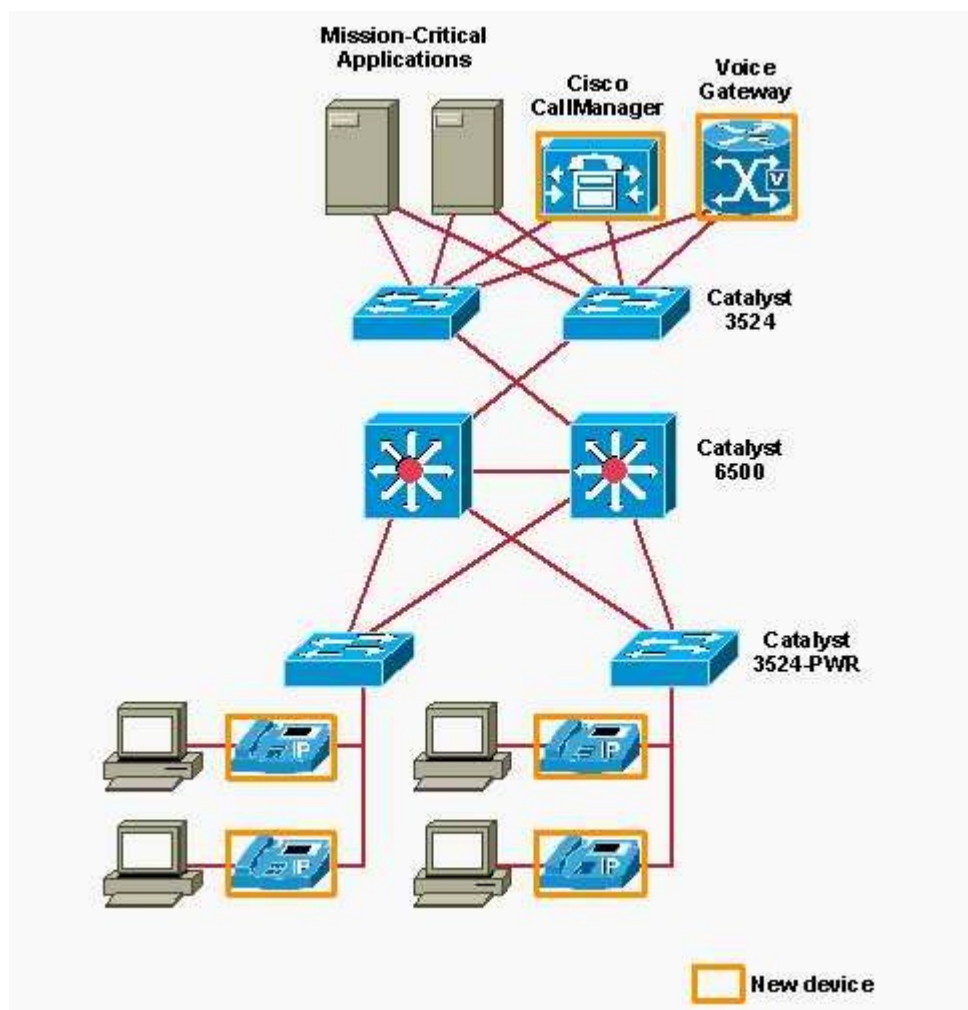 Mission-Critical
Applications
Cisco
CallManager
Voice
Gateway
V
Catalyst
3524
Catalyst
6500
Catalyst
3524-PWR
IP
IP
IP
IP
New device